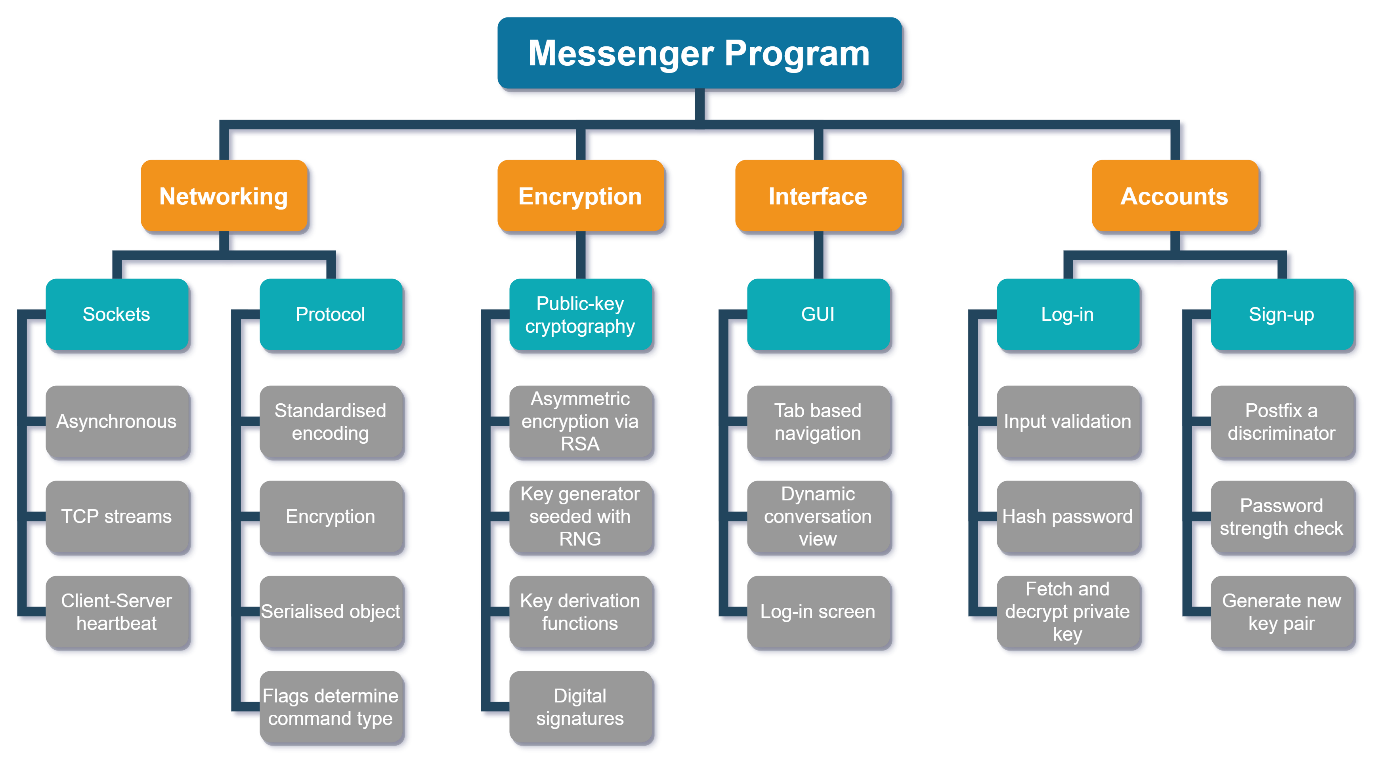 Messenger Program
Networking
Encryption
Interface
Accounts
Sockets
Protocol
Public-key
cryptography
GUI
Log-in
Sign-up
Asynchronous
Standardised
encoding
Asymmetric
encryption via
RSA
Tab based
navigation
Input validation
Postfix a
discriminator
TCP streams
Encryption
Key generator
seeded with
RNG
Dynamic
conversation
view
Hash password
Password
strength check
Client-Server
heartbeat
Serialised object
Key derivation
functions
Log-in screen
Fetch and
decrypt private
key
Generate new
key pair
Flags determine
command type
Digital
signatures